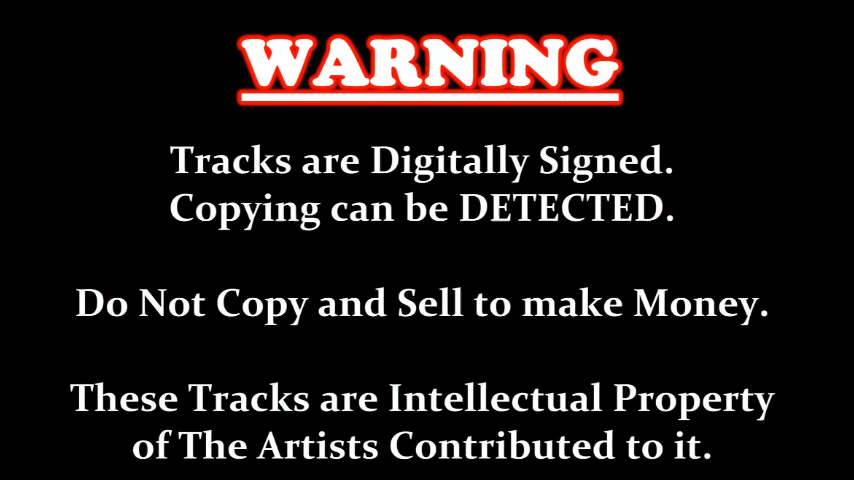 WARNING
Tracks are Digitally Signed.
Copying can be DETECTED.
Do Not Copy and Sell to make Money.
These Tracks are Intellectual Property
of The Artists Contributed to it.